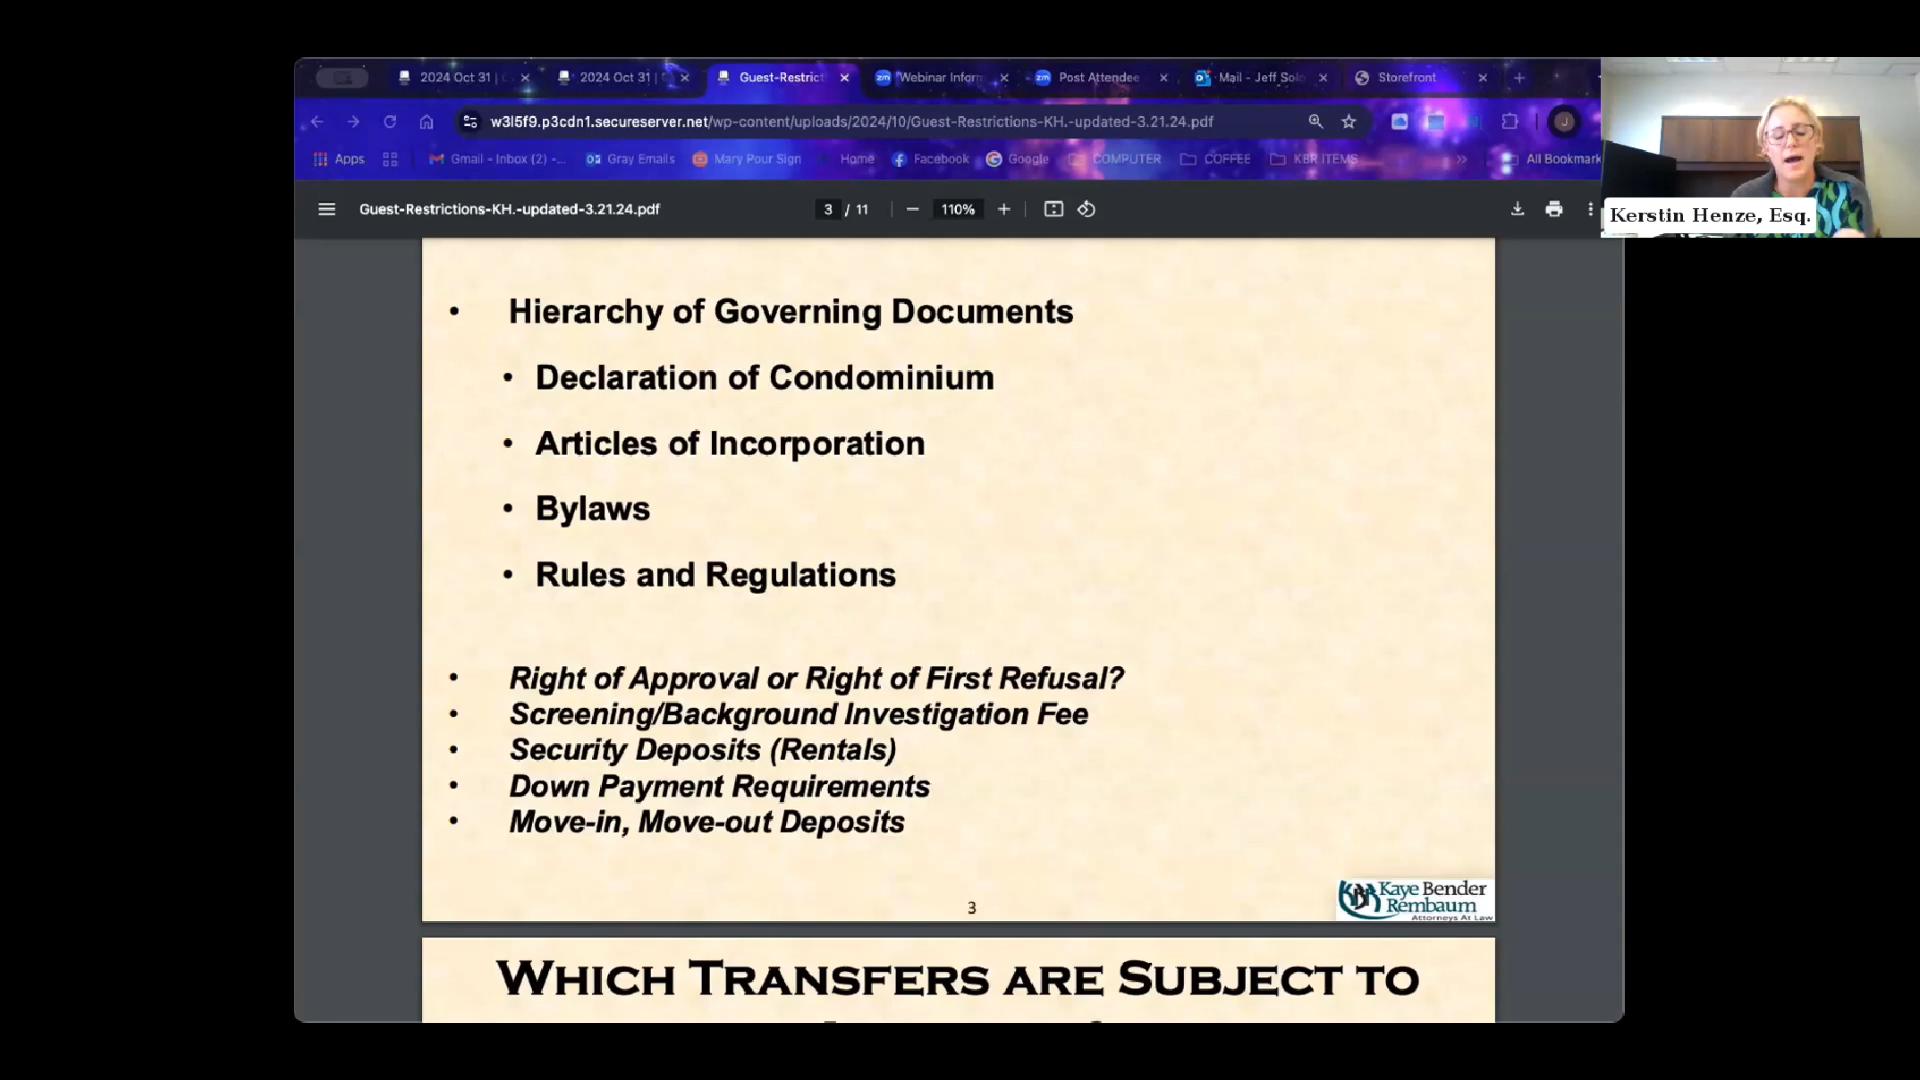 2024 Oct 31 |
2024 Oct 31 |
Guest-Restrict
Webinar Inform
Post Attendee
Mail - Jeff Solo
Storefront
w3l5f9.p3cdn1.secureserver.net/wp-content/uploads/2024/10/Guest-Restrictions-KH.-updated-3.21.24.pdf
J
Apps
Gmail - Inbox (2) -...
Gray Emails
Mary Pour Sign
Home
Facebook
Google
COMPUTER
COFFEE
KBR ITEMS
»
All Bookmark
Guest-Restrictions-KH.-updated-3.21.24.pdf
3 / 11
110%
Kerstin Henze, Esq.
• Hierarchy of Governing Documents
• Declaration of Condominium
• Articles of Incorporation
• Bylaws
• Rules and Regulations
• Right of Approval or Right of First Refusal?
• Screening/Background Investigation Fee
• Security Deposits (Rentals)
• Down Payment Requirements
• Move-in, Move-out Deposits
3
KBR Kaye Bender
Rembaum
Attorneys At Law
WHICH TRANSFERS ARE SUBJECT TO